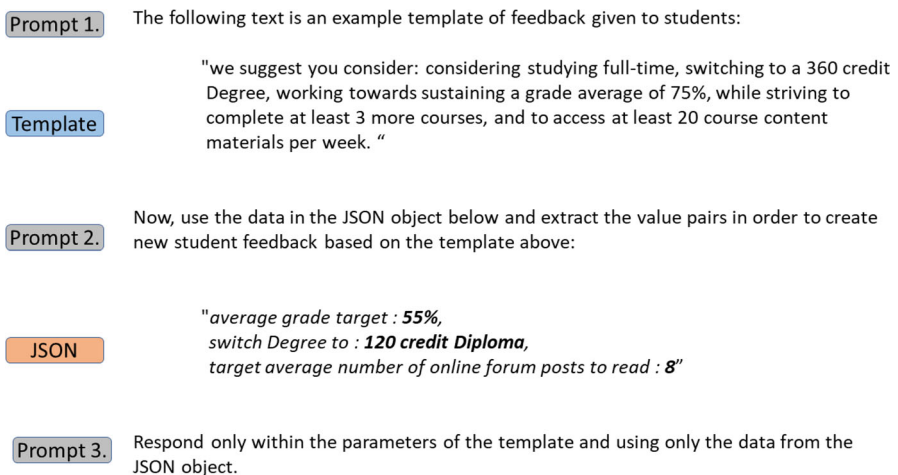 Prompt 1.
The following text is an example template of feedback given to students:
Template
"we suggest you consider: considering studying full-time, switching to a 360 credit
Degree, working towards sustaining a grade average of 75%, while striving to
complete at least 3 more courses, and to access at least 20 course content
materials per week. “
Prompt 2.
Now, use the data in the JSON object below and extract the value pairs in order to create
new student feedback based on the template above:
JSON
"average grade target : 55%,
switch Degree to : 120 credit Diploma,
target average number of online forum posts to read : 8”
Prompt 3.
Respond only within the parameters of the template and using only the data from the
JSON object.